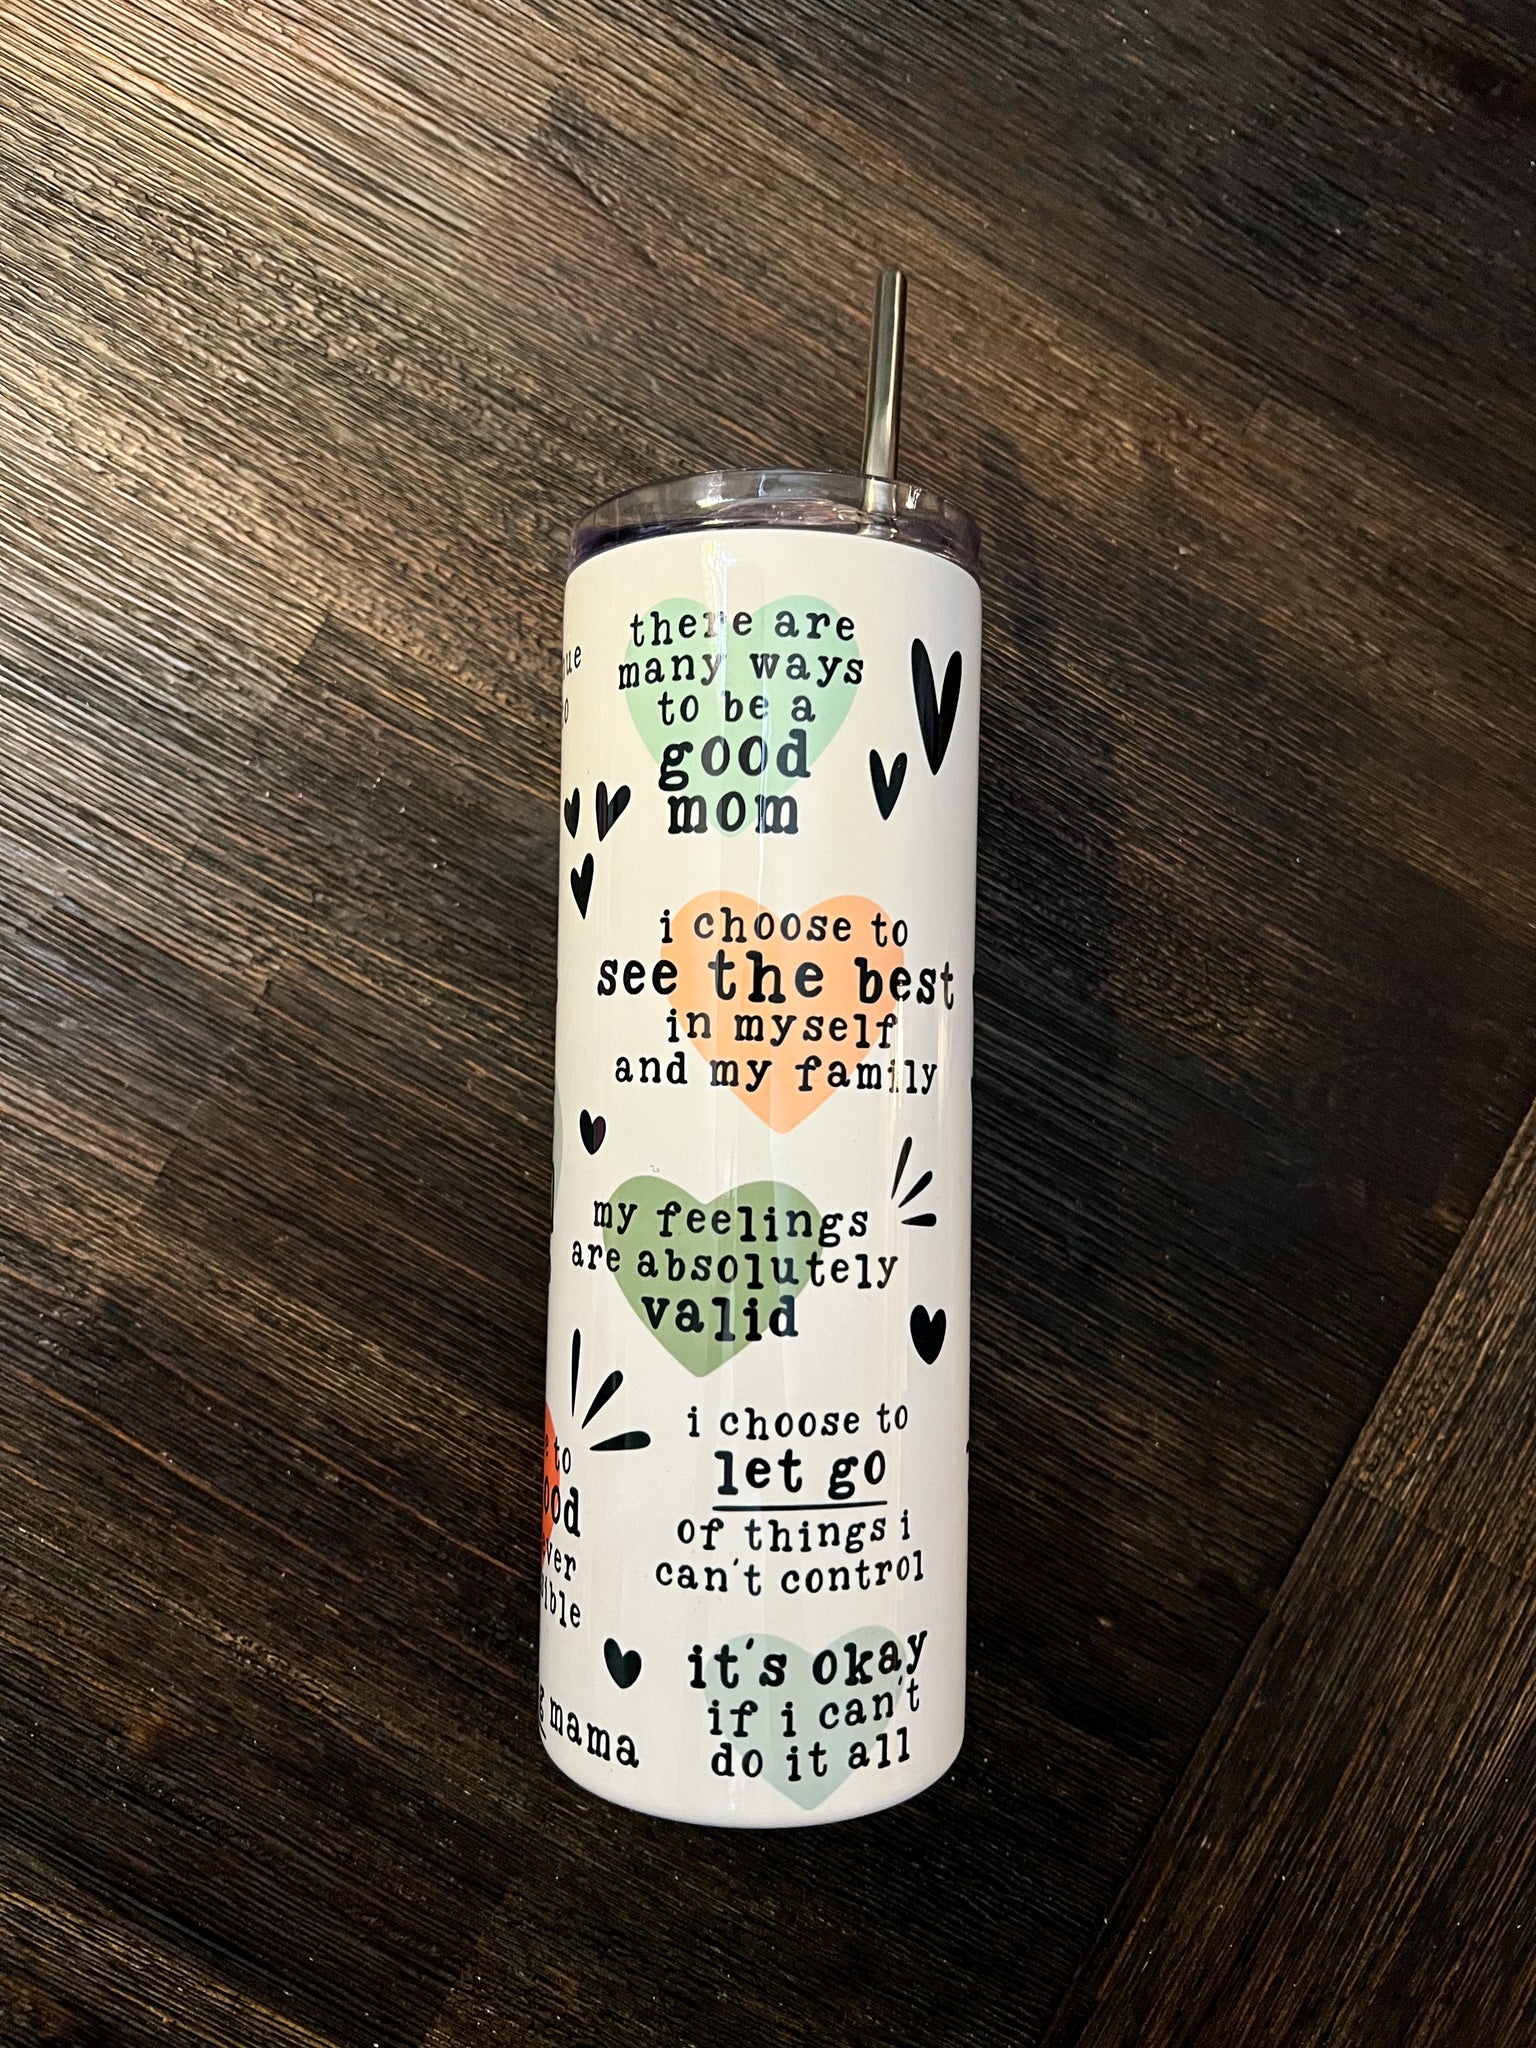 there are
many ways
to be a
good
mom
i choose to
see the best
in myself
and my family
my feelings
are absolutely
valid
i choose to
let go
of things i
can't control
it's okay
if i can't
do it all
to
mama